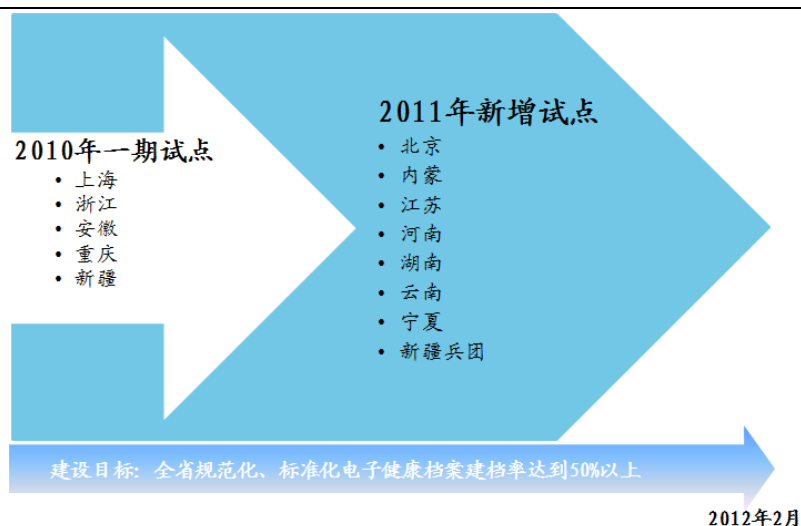 2010年一期试点
• 上海
• 浙江
• 安徽
• 重庆
• 新疆
2011年新增试点
• 北京
• 内蒙
• 江苏
• 河南
• 湖南
• 云南
• 宁夏
• 新疆兵团
建设目标: 全省规范化、标准化电子健康档案建档率达到50%以上
2012年2月